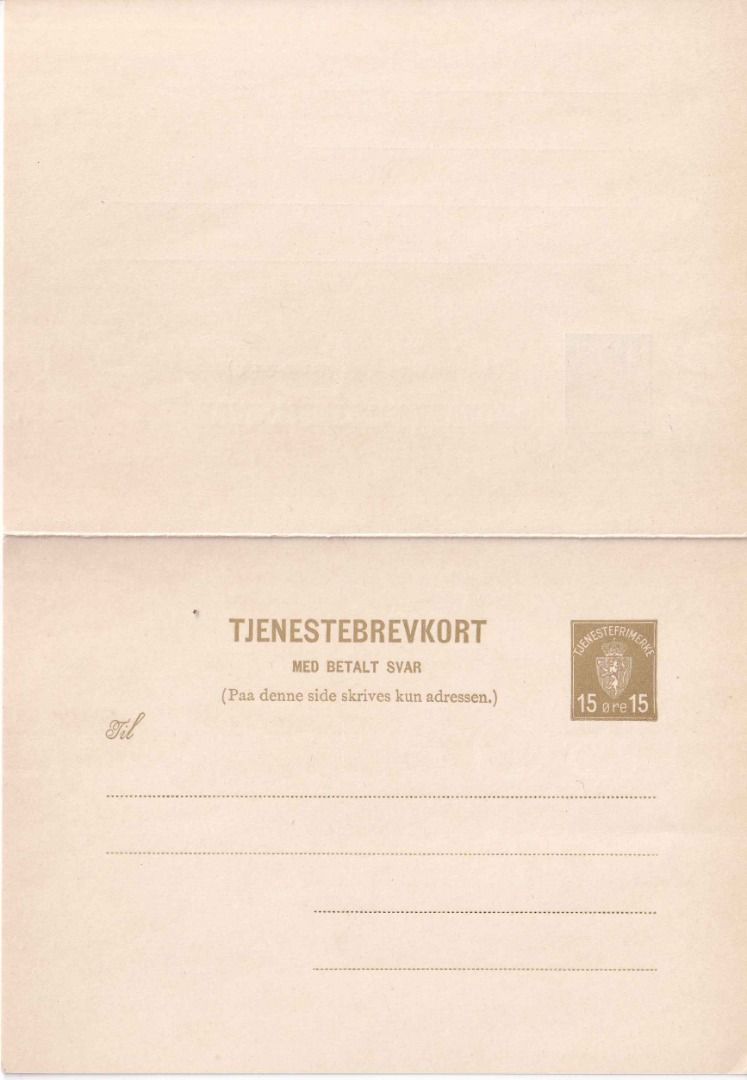 TJENESTEBREVKORT
MED BETALT SVAR
(Paa denne side skrives kun adressen.)
TJENESTEFRIMERKE
15 øre 15
Til